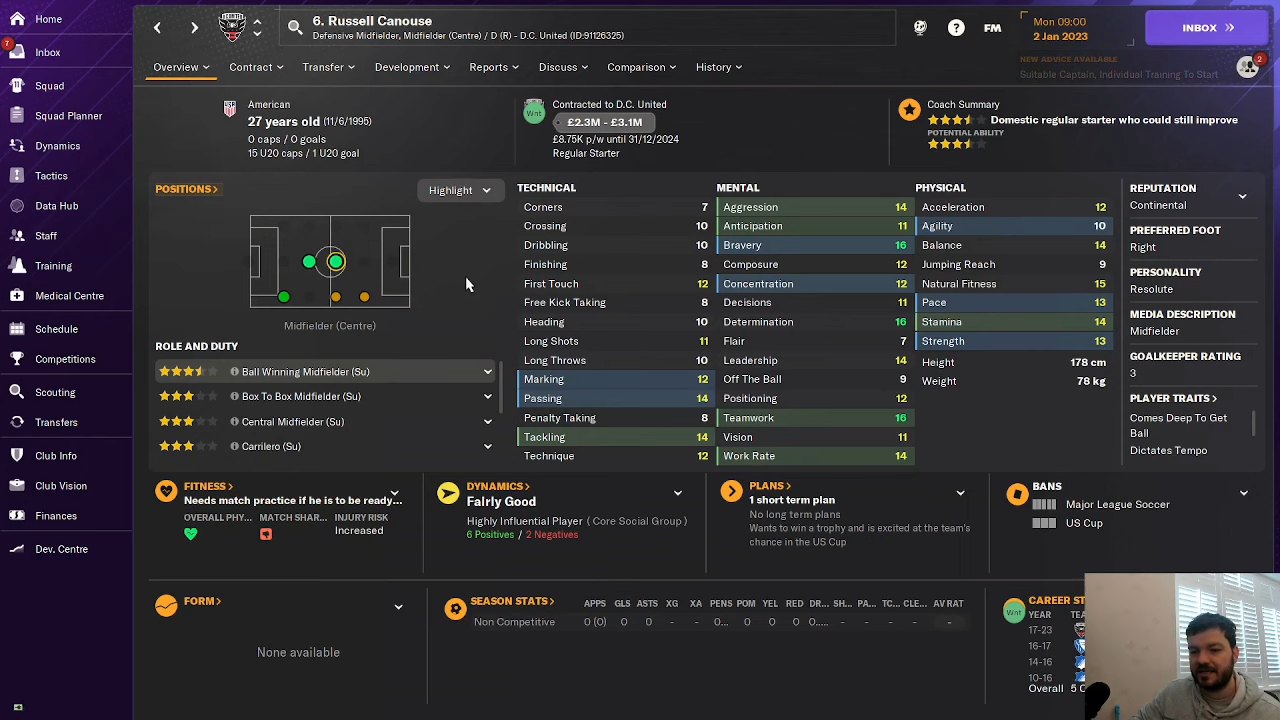 Home
7
Inbox
Squad
Squad Planner
Dynamics
Tactics
Data Hub
Staff
Training
Medical Centre
Schedule
Competitions
Scouting
Transfers
Club Info
Club Vision
Finances
Dev. Centre
6. Russell Canouse
Defensive Midfielder, Midfielder (Centre) / D (R) - D.C. United (ID:91126325)
?
FM
Mon 09:00
2 Jan 2023
INBOX
NEW ADVICE AVAILABLE
Suitable Captain, Individual Training To Start
2
Overview
Contract
Transfer
Development
Reports
Discuss
Comparison
History
American
27 years old (11/6/1995)
0 caps / 0 goals
15 U20 caps / 1 U20 goal
Wnt
Contracted to D.C. United
£2.3M - £3.1M
£8.75K p/w until 31/12/2024
Regular Starter
Coach Summary
Domestic regular starter who could still improve
POTENTIAL ABILITY
POSITIONS>
Highlight
Midfielder (Centre)
ROLE AND DUTY
Ball Winning Midfielder (Su)
Box To Box Midfielder (Su)
Central Midfielder (Su)
Carrilero (Su)
TECHNICAL
Corners 7
Crossing 10
Dribbling 10
Finishing 8
First Touch 12
Free Kick Taking 8
Heading 10
Long Shots 11
Long Throws 10
Marking 12
Passing 14
Penalty Taking 8
Tackling 14
Technique 12
MENTAL
Aggression 14
Anticipation 11
Bravery 16
Composure 12
Concentration 12
Decisions 11
Determination 16
Flair 7
Leadership 14
Off The Ball 9
Positioning 12
Teamwork 16
Vision 11
Work Rate 14
PHYSICAL
Acceleration 12
Agility 10
Balance 14
Jumping Reach 9
Natural Fitness 15
Pace 13
Stamina 14
Strength 13
Height 178 cm
Weight 78 kg
REPUTATION
Continental
PREFERRED FOOT
Right
PERSONALITY
Resolute
MEDIA DESCRIPTION
Midfielder
GOALKEEPER RATING
3
PLAYER TRAITS>
Comes Deep To Get
Ball
Dictates Tempo
FITNESS>
Needs match practice if he is to be ready...
OVERALL PHY... MATCH SHAR... INJURY RISK
Increased
DYNAMICS>
Fairly Good
Highly Influential Player ( Core Social Group )
6 Positives / 2 Negatives
PLANS>
1 short term plan
No long term plans
Wants to win a trophy and is excited at the team's
chance in the US Cup
BANS
Major League Soccer
US Cup
FORM>
None available
SEASON STATS>
APPS GLS ASTS XG XA PENS POM YEL RED DR... SH... PA... TC... CLE... AV RAT
Non Competitive 0 (0) 0 0 - - 0... 0 0 0 0..... - - - - -
Wnt
CAREER ST
YEAR TEA
17-23
16-17
14-16
10-16
Overall 5 C